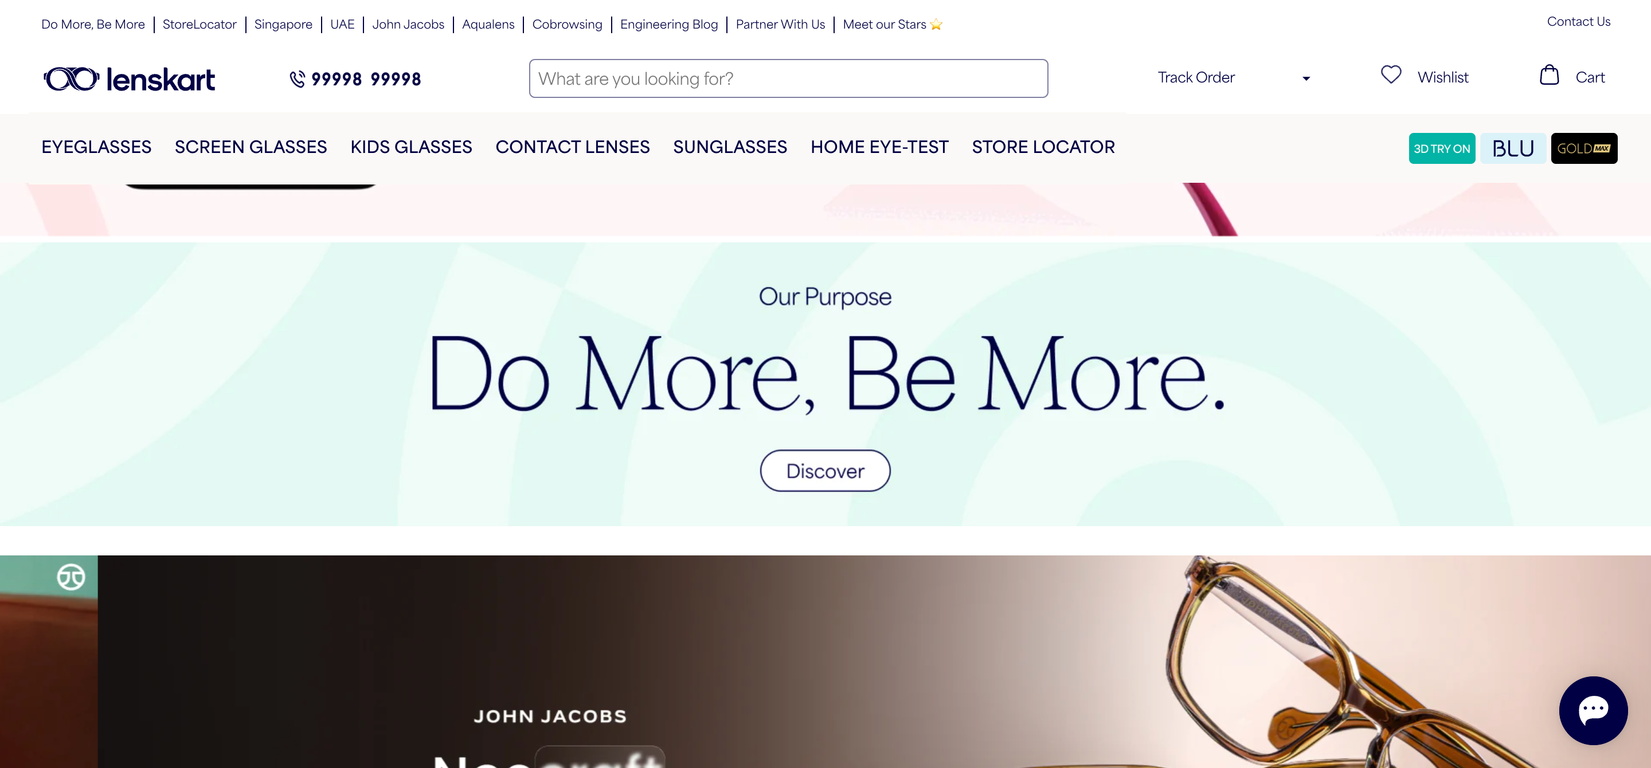 Do More, Be More | StoreLocator | Singapore | UAE | John Jacobs | Aqualens | Cobrowsing | Engineering Blog | Partner With Us | Meet our Stars ⭐
Contact Us
lenskart
99998 99998
What are you looking for?
Track Order
Wishlist
Cart
EYEGLASSES SCREEN GLASSES KIDS GLASSES CONTACT LENSES SUNGLASSES HOME EYE-TEST STORE LOCATOR
3D TRY ON
BLU
GOLD MAX
Our Purpose
Do More, Be More.
Discover
JOHN JACOBS